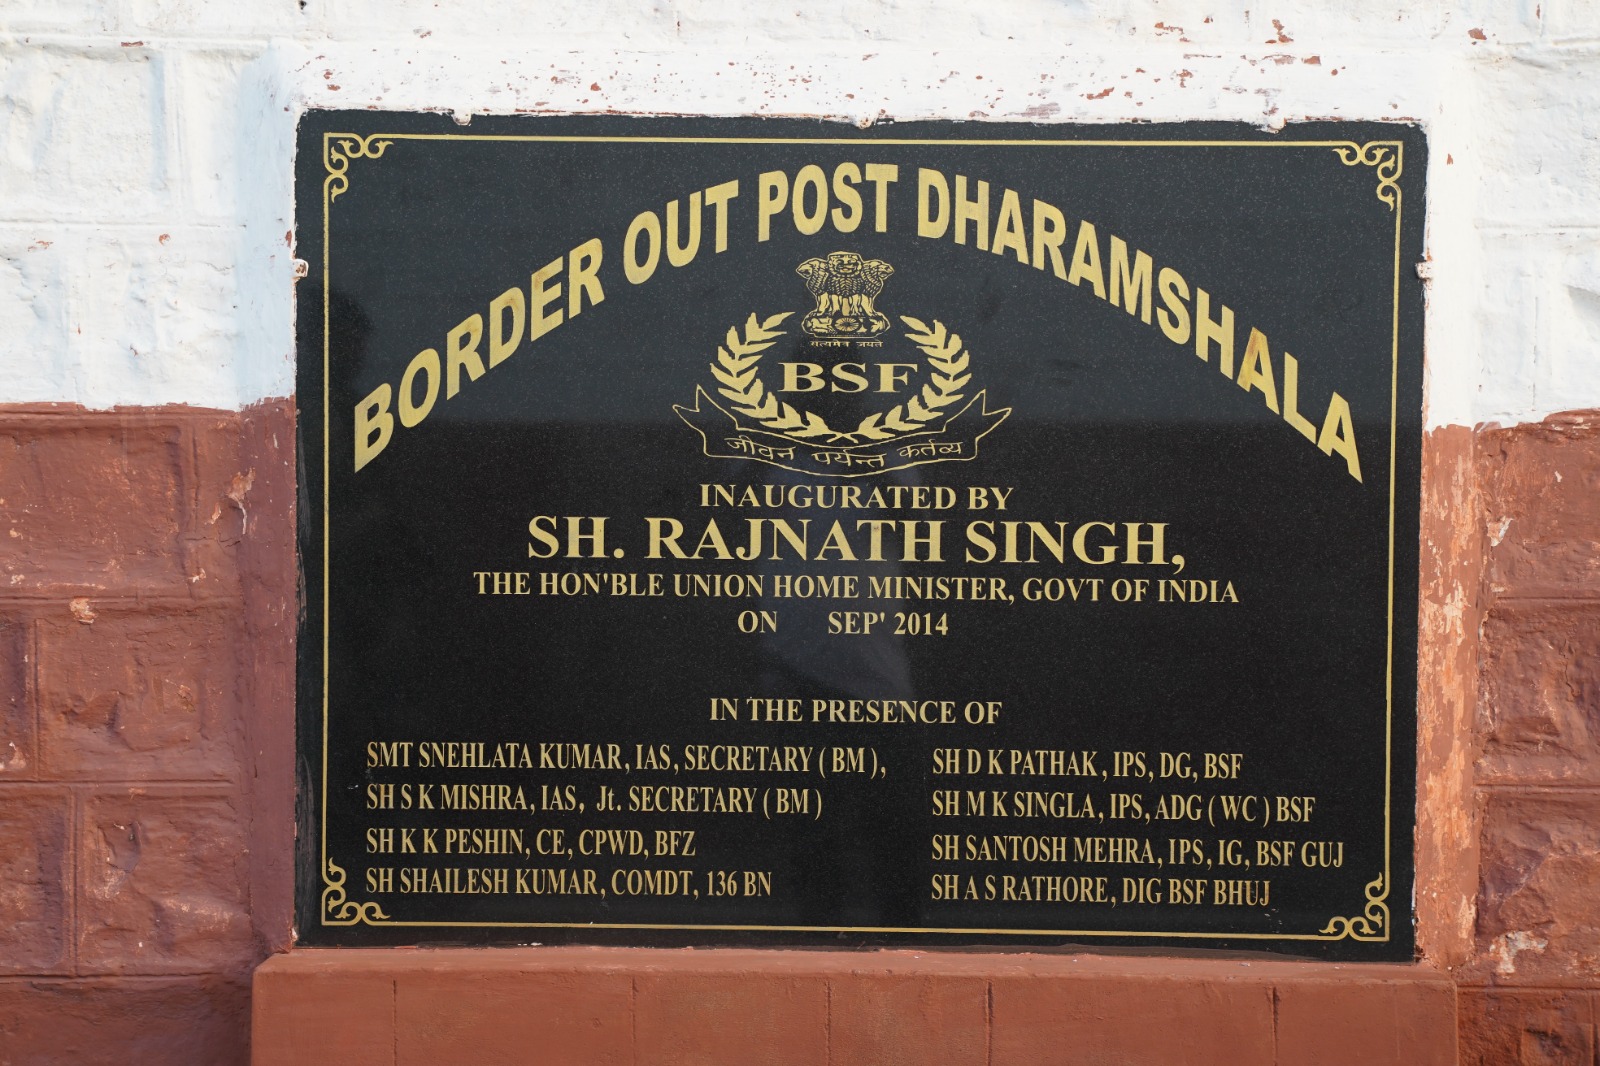 BORDER OUT POST DHARAMSHALA
सत्यमेव जयते
BSF
जीवन पर्यन्त कर्तव्य
INAUGURATED BY
SH. RAJNATH SINGH,
THE HON'BLE UNION HOME MINISTER, GOVT OF INDIA
ON SEP' 2014
IN THE PRESENCE OF
SMT SNEHLATA KUMAR, IAS, SECRETARY ( BM ),
SH S K MISHRA, IAS, Jt. SECRETARY ( BM )
SH K K PESHIN, CE, CPWD, BFZ
SH SHAILESH KUMAR, COMDT, 136 BN
SH D K PATHAK, IPS, DG, BSF
SH M K SINGLA, IPS, ADG ( WC ) BSF
SH SANTOSH MEHRA, IPS, IG, BSF GUJ
SH A S RATHORE, DIG BSF BHUJ